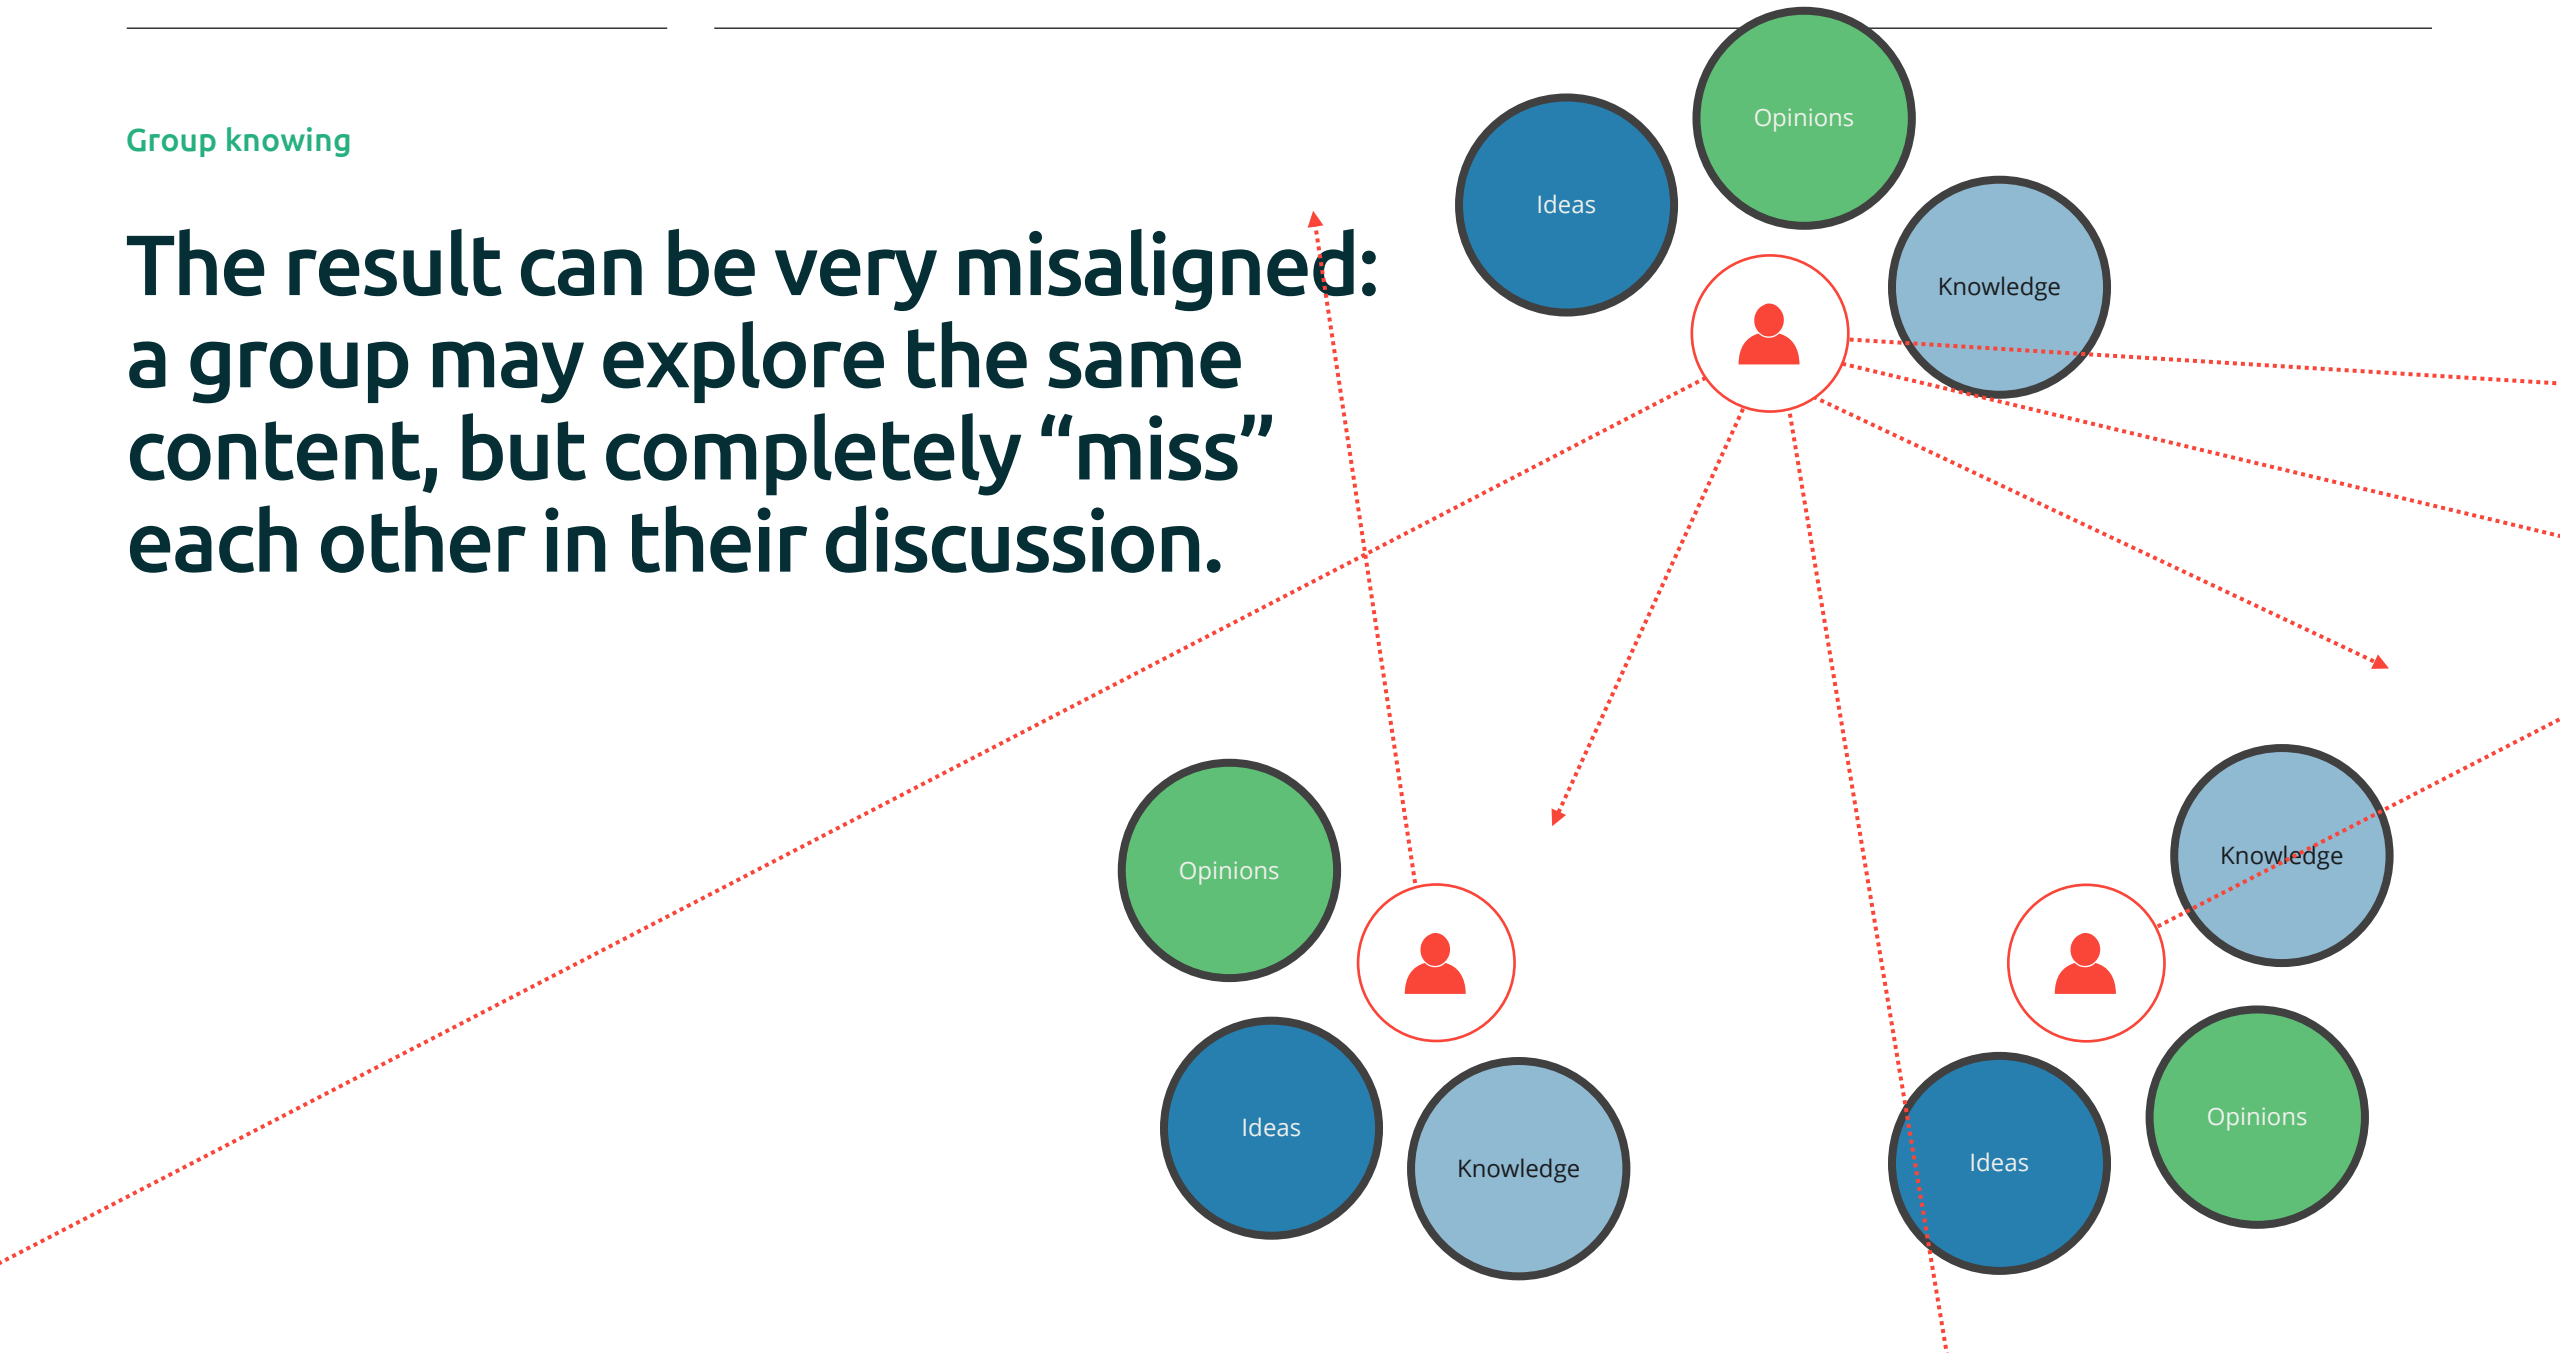 Group knowing
The result can be very misaligned:
a group may explore the same
content, but completely “miss”
each other in their discussion.
Opinions
Ideas
Knowledge
Opinions
Ideas
Knowledge
Knowledge
Opinions
Ideas